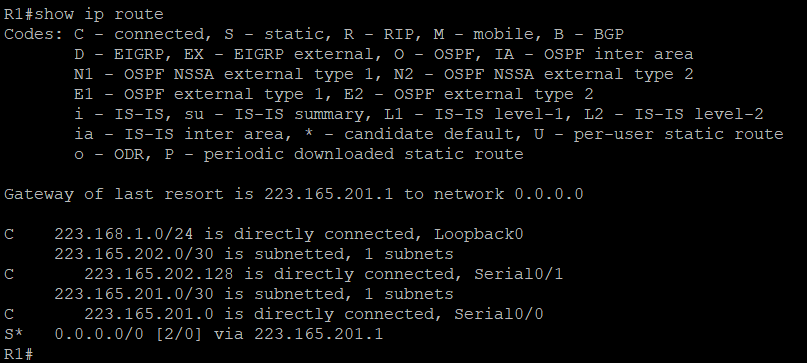 R1#show ip route
Codes: C - connected, S - static, R - RIP, M - mobile, B - BGP
D - EIGRP, EX - EIGRP external, O - OSPF, IA - OSPF inter area
N1 - OSPF NSSA external type 1, N2 - OSPF NSSA external type 2
E1 - OSPF external type 1, E2 - OSPF external type 2
i - IS-IS, su - IS-IS summary, L1 - IS-IS level-1, L2 - IS-IS level-2
ia - IS-IS inter area, * - candidate default, U - per-user static route
o - ODR, P - periodic downloaded static route
Gateway of last resort is 223.165.201.1 to network 0.0.0.0
C 223.168.1.0/24 is directly connected, Loopback0
223.165.202.0/30 is subnetted, 1 subnets
C 223.165.202.128 is directly connected, Serial0/1
223.165.201.0/30 is subnetted, 1 subnets
C 223.165.201.0 is directly connected, Serial0/0
S* 0.0.0.0/0 [2/0] via 223.165.201.1
R1#